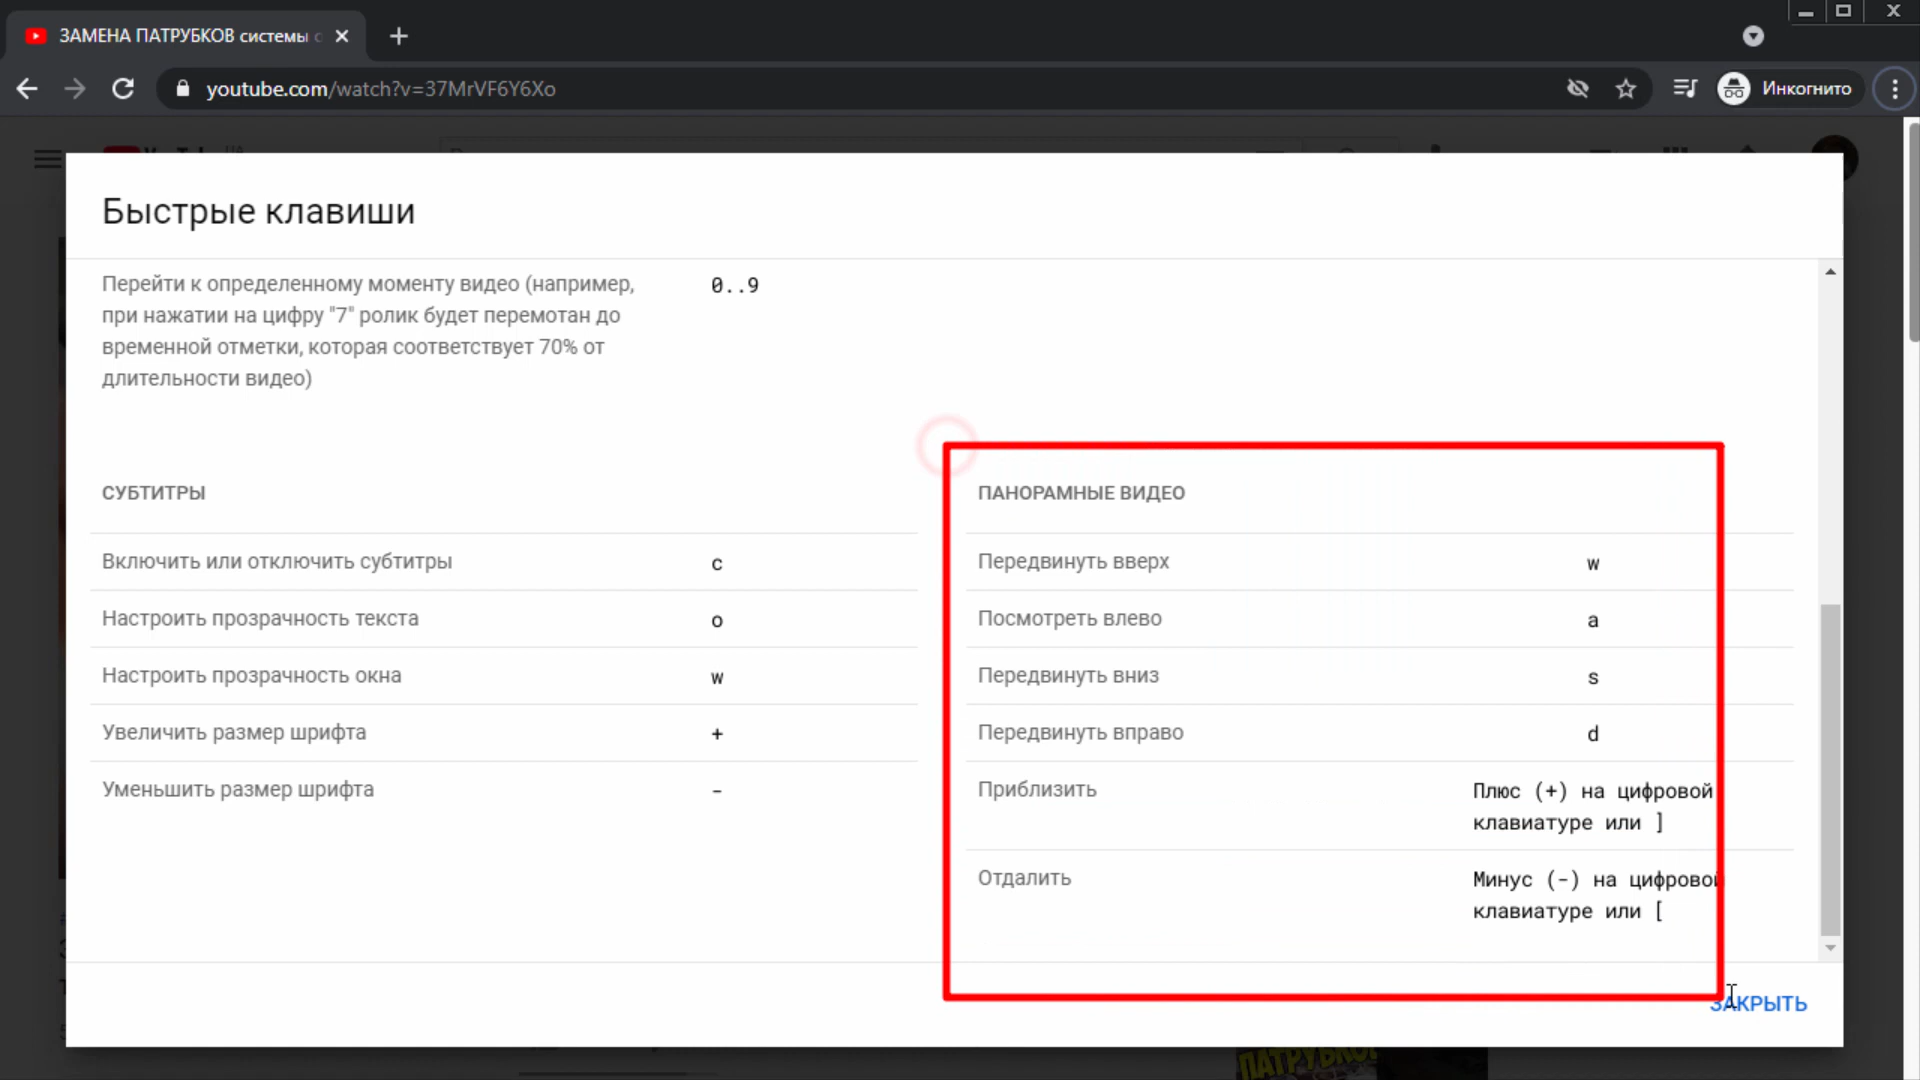 ЗАМЕНА ПАТРУБКОВ системы
youtube.com/watch?v=37MrVF6Y6Xo
Инкогнито
Быстрые клавиши
Перейти к определенному моменту видео (например, 0..9
при нажатии на цифру "7" ролик будет перемотан до
временной отметки, которая соответствует 70% от
длительности видео)
СУБТИТРЫ
Включить или отключить субтитры c
Настроить прозрачность текста o
Настроить прозрачность окна w
Увеличить размер шрифта +
Уменьшить размер шрифта -
ПАНОРАМНЫЕ ВИДЕО
Передвинуть вверх w
Посмотреть влево a
Передвинуть вниз s
Передвинуть вправо d
Приблизить Плюс (+) на цифровой
клавиатуре или ]
Отдалить Минус (-) на цифровой
клавиатуре или [
ЗАКРЫТЬ
ПАТРУБКОВ